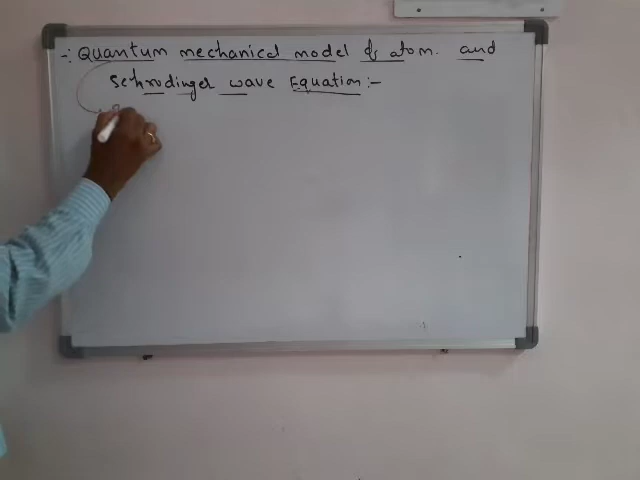 -: Quantum mechanical model of atom. and
Schrodinger wave Equation :-